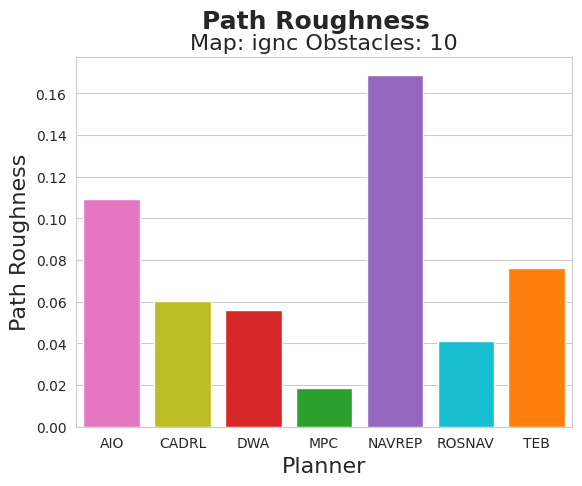 Path Roughness
Map: ignc Obstacles: 10
Path Roughness
0.16
0.14
0.12
0.10
0.08
0.06
0.04
0.02
0.00
AIO CADRL DWA MPC NAVREP ROSNAV TEB
Planner